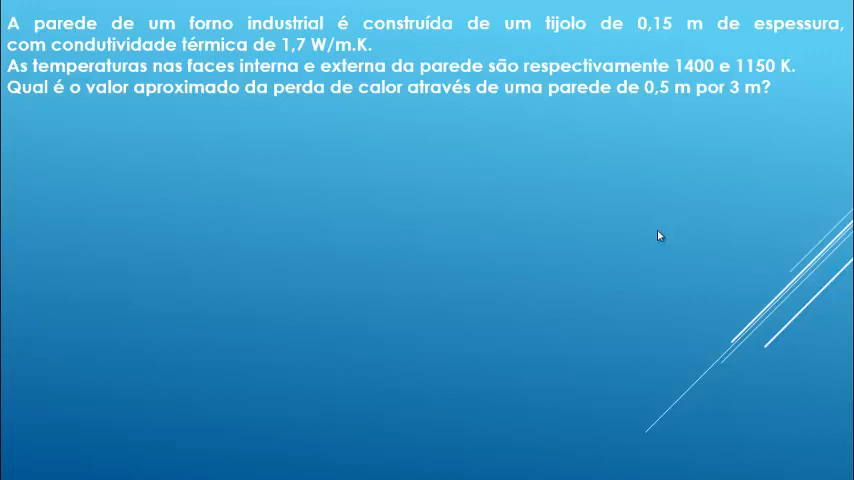 A parede de um forno industrial é construída de um tijolo de 0,15 m de espessura,
com condutividade térmica de 1,7 W/m.K.
As temperaturas nas faces interna e externa da parede são respectivamente 1400 e 1150 K.
Qual é o valor aproximado da perda de calor através de uma parede de 0,5 m por 3 m?